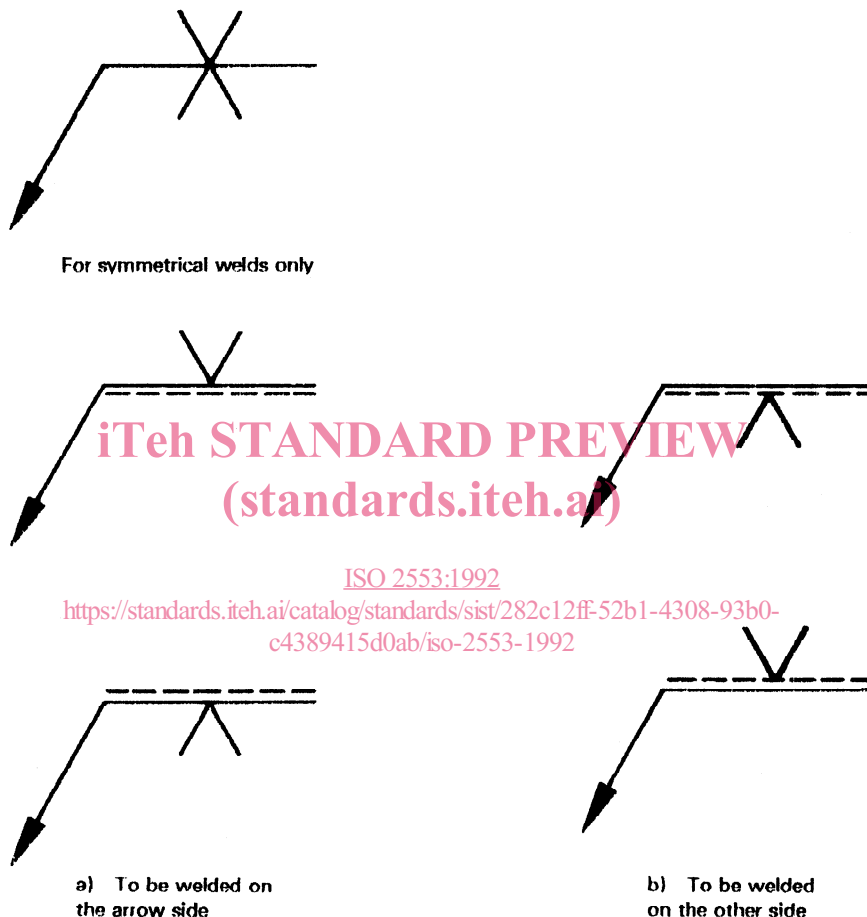 For symmetrical welds only
iTeh STANDARD PREVIEW
(standards.iteh.ai)
ISO 2553:1992
https://standards.iteh.ai/catalog/standards/sist/282c12ff-52b1-4308-93b0-
c4389415d0ab/iso-2553-1992
a) To be welded on
the arrow side
b) To be welded
on the other side